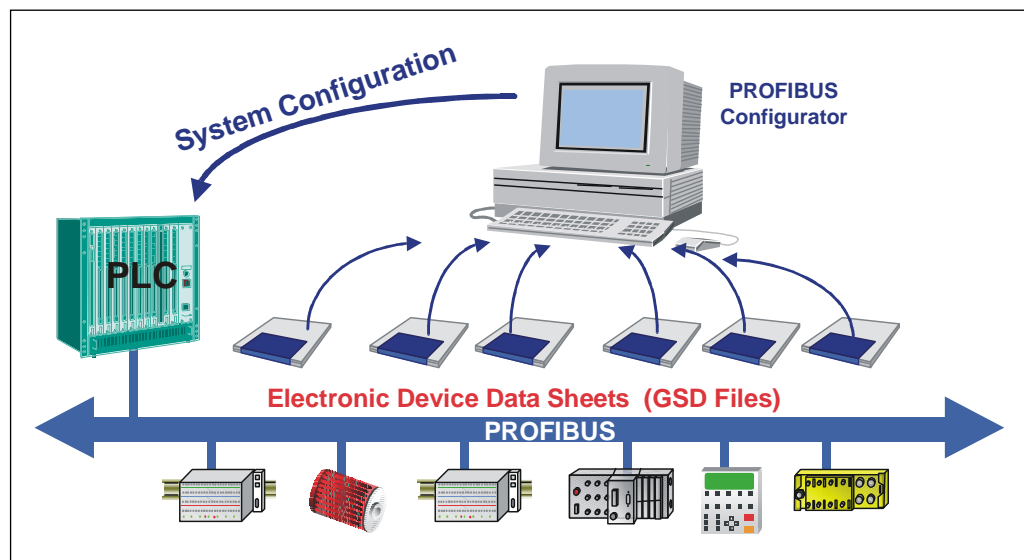 System Configuration
PROFIBUS
Configurator
PLC
Electronic Device Data Sheets (GSD Files)
PROFIBUS